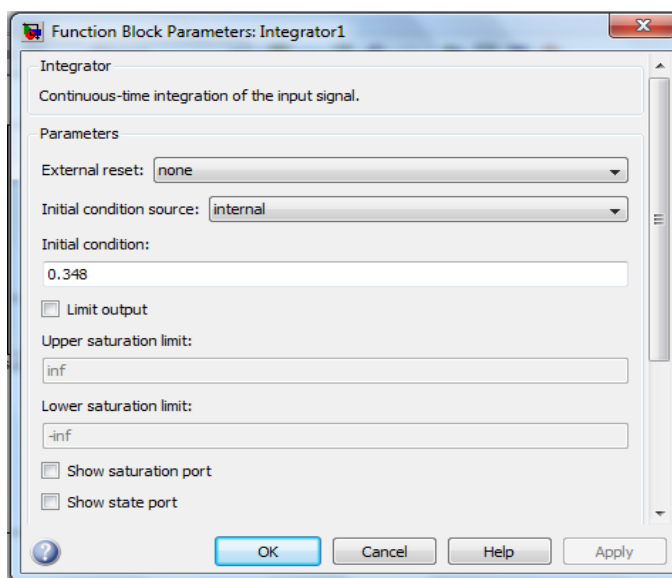 Function Block Parameters: Integrator1
Integrator
Continuous-time integration of the input signal.
Parameters
External reset: none
Initial condition source: internal
Initial condition:
0.348
Limit output
Upper saturation limit:
inf
Lower saturation limit:
-inf
Show saturation port
Show state port
OK Cancel Help Apply